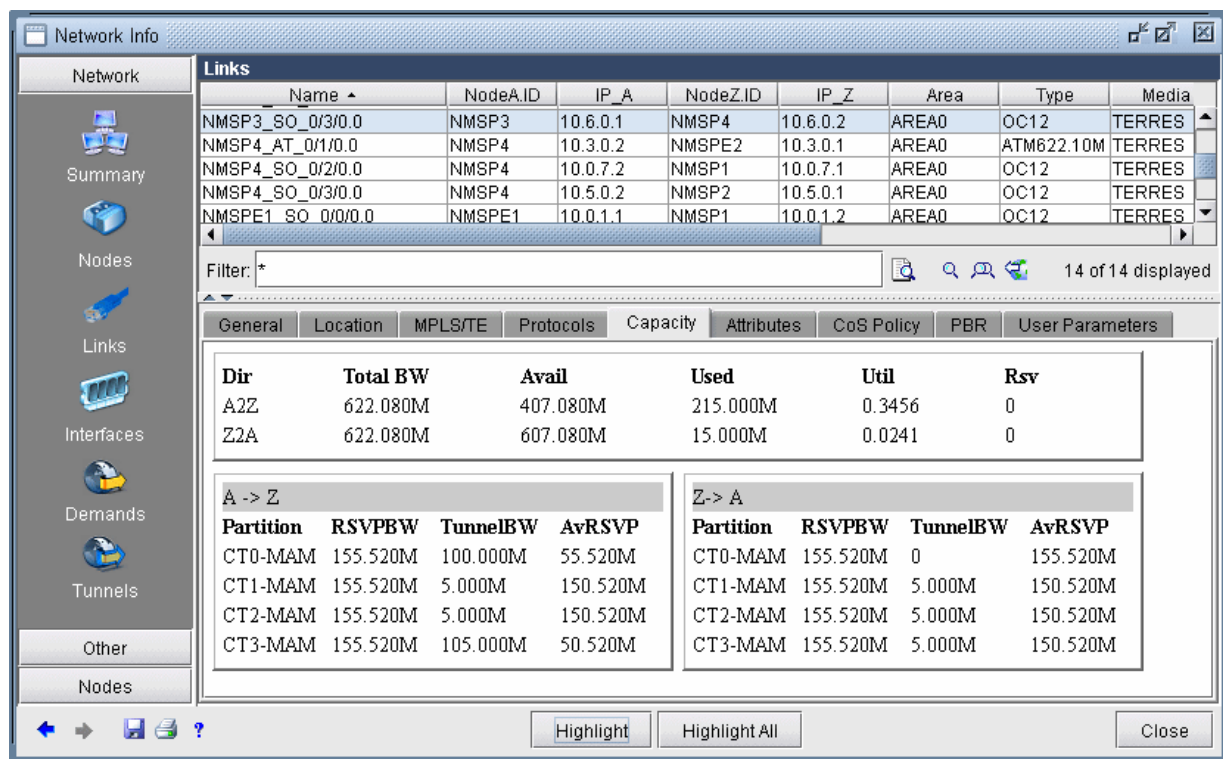 Network Info
Network
Summary
Nodes
Links
Interfaces
Demands
Tunnels
Other
Nodes
Links
Name NodeA.ID IP_A NodeZ.ID IP_Z Area Type Media
NMSP3_SO_0/3/0.0 NMSP3 10.6.0.1 NMSP4 10.6.0.2 AREA0 OC12 TERRES
NMSP4_AT_0/1/0.0 NMSP4 10.3.0.2 NMSPE2 10.3.0.1 AREA0 ATM622.10M TERRES
NMSP4_SO_0/2/0.0 NMSP4 10.0.7.2 NMSP1 10.0.7.1 AREA0 OC12 TERRES
NMSP4_SO_0/3/0.0 NMSP4 10.5.0.2 NMSP2 10.5.0.1 AREA0 OC12 TERRES
NMSPE1_SO_0/0/0.0 NMSPE1 10.0.1.1 NMSP1 10.0.1.2 AREA0 OC12 TERRES
Filter: * 14 of 14 displayed
General Location MPLS/TE Protocols Capacity Attributes CoS Policy PBR User Parameters
Dir Total BW Avail Used Util Rsv
A2Z 622.080M 407.080M 215.000M 0.3456 0
Z2A 622.080M 607.080M 15.000M 0.0241 0
A -> Z
Partition RSVPBW TunnelBW AvRSVP
CT0-MAM 155.520M 100.000M 55.520M
CT1-MAM 155.520M 5.000M 150.520M
CT2-MAM 155.520M 5.000M 150.520M
CT3-MAM 155.520M 105.000M 50.520M
Z-> A
Partition RSVPBW TunnelBW AvRSVP
CT0-MAM 155.520M 0 155.520M
CT1-MAM 155.520M 5.000M 150.520M
CT2-MAM 155.520M 5.000M 150.520M
CT3-MAM 155.520M 5.000M 150.520M
? Highlight Highlight All Close